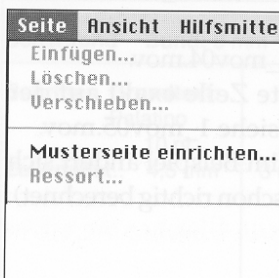 Seite Ansicht Hilfsmitte
Einfügen...
Löschen...
Verschieben...
Musterseite einrichten...
Ressort...